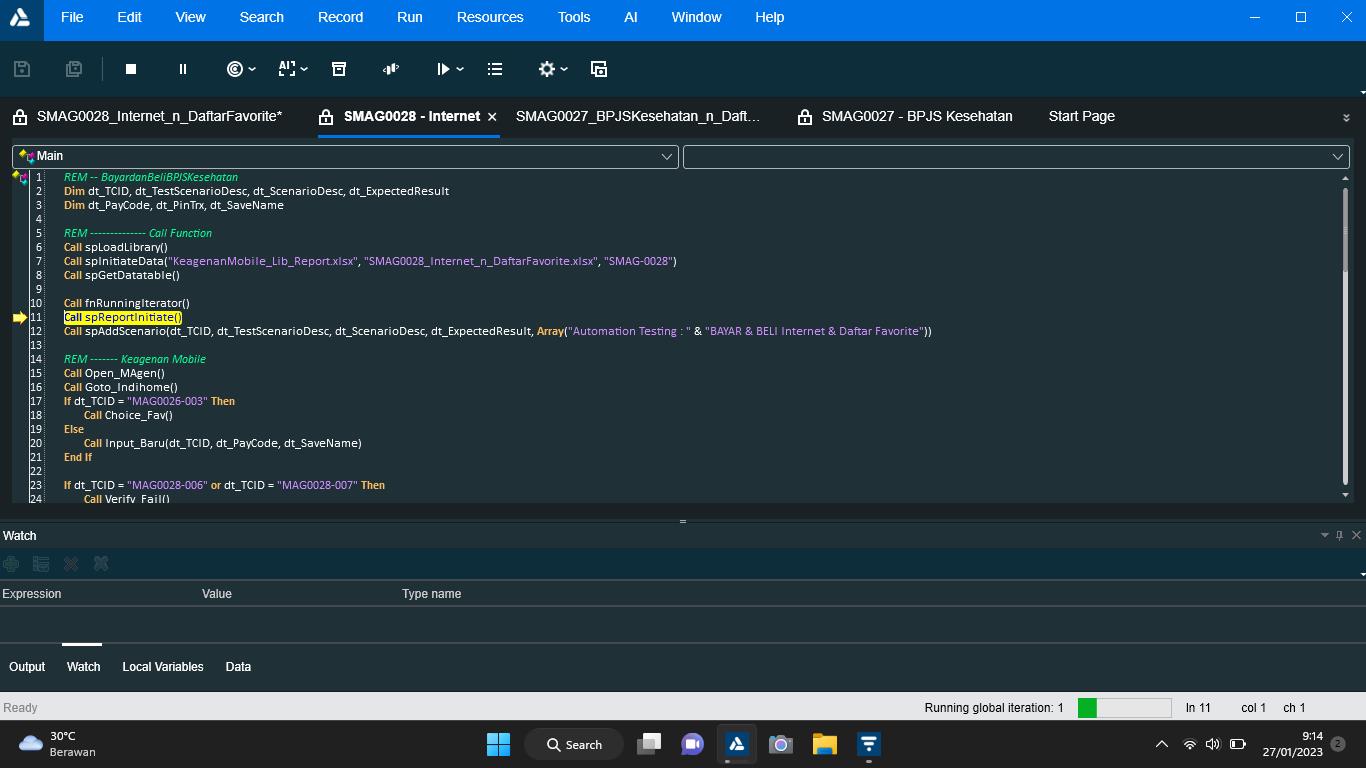 File Edit View Search Record Run Resources Tools AI Window Help
SMAG0028_Internet_n_DaftarFavorite* SMAG0028 - Internet SMAG0027_BPJSKesehatan_n_Daft... SMAG0027 - BPJS Kesehatan Start Page
Main
1 REM -- BayardanBeliBPJSKesehatan
2 Dim dt_TCID, dt_TestScenarioDesc, dt_ScenarioDesc, dt_ExpectedResult
3 Dim dt_PayCode, dt_PinTrx, dt_SaveName
4
5 REM -------------- Call Function
6 Call spLoadLibrary()
7 Call spInitiateData("KeagenanMobile_Lib_Report.xlsx", "SMAG0028_Internet_n_DaftarFavorite.xlsx", "SMAG-0028")
8 Call spGetDatatable()
9
10 Call fnRunningIterator()
11 Call spReportInitiate()
12 Call spAddScenario(dt_TCID, dt_TestScenarioDesc, dt_ScenarioDesc, dt_ExpectedResult, Array("Automation Testing : " & "BAYAR & BELI Internet & Daftar Favorite"))
13
14 REM ------- Keagenan Mobile
15 Call Open_MAgen()
16 Call Goto_Indihome()
17 If dt_TCID = "MAG0026-003" Then
18 Call Choice_Fav()
19 Else
20 Call Input_Baru(dt_TCID, dt_PayCode, dt_SaveName)
21 End If
22
23 If dt_TCID = "MAG0028-006" or dt_TCID = "MAG0028-007" Then
24 Call Verify_Fail()
Watch
Expression Value Type name
Output Watch Local Variables Data
Ready Running global iteration: 1 ln 11 col 1 ch 1
30°C
Berawan
Search
9:14
27/01/2023
2